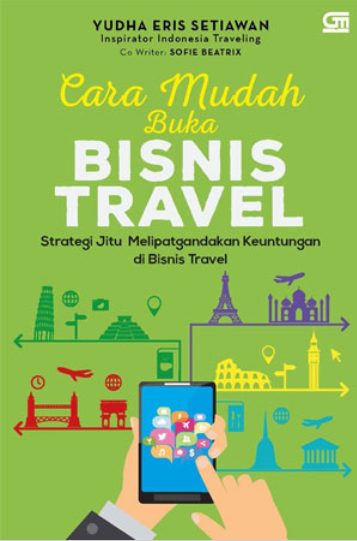 YUDHA ERIS SETIAWAN
Inspirator Indonesia Traveling
Co Writer: SOFIE BEATRIX
GM
Cara Mudah
Buka
BISNIS
TRAVEL
Strategi Jitu Melipatgandakan Keuntungan
di Bisnis Travel